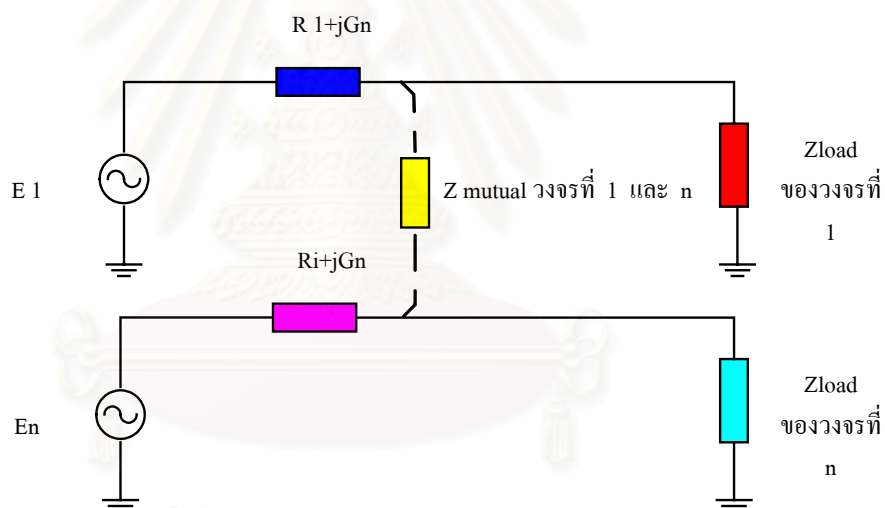 R 1+jGn
E 1
Z mutual วงจรที่ 1 และ n
Zload
ของวงจรที่
1
Ri+jGn
En
Zload
ของวงจรที่
n